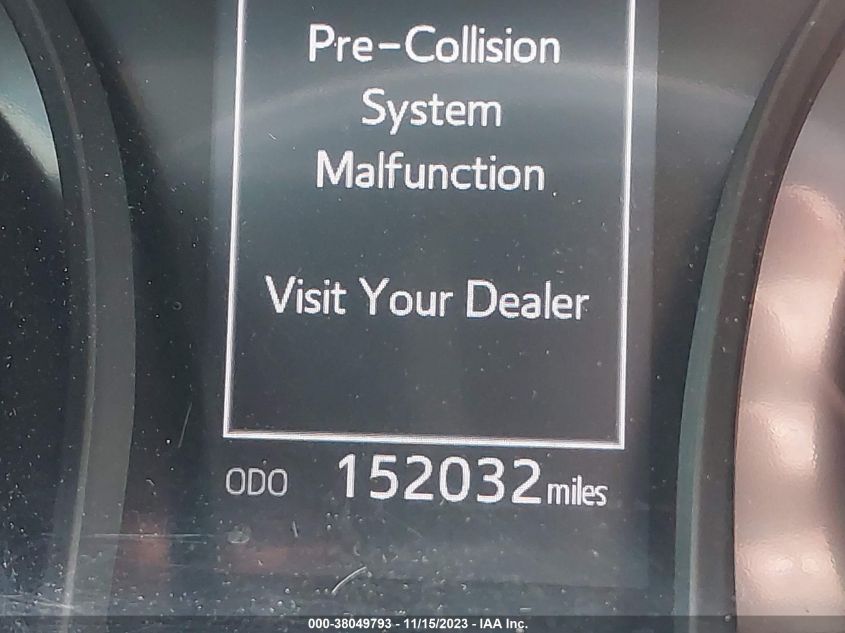 Pre-Collision
System
Malfunction
Visit Your Dealer
ODO 152032 miles
000-38049793 - 11/15/2023 - IAA Inc.